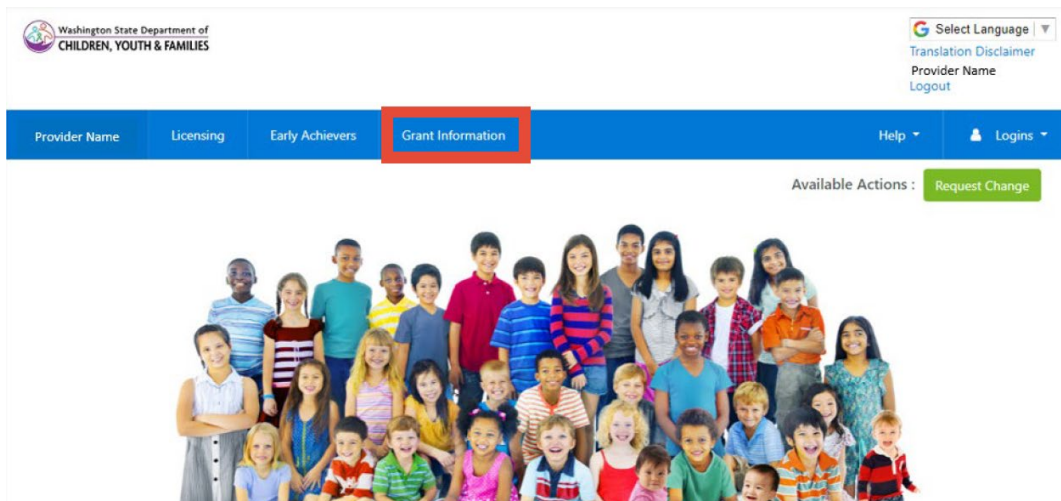 Washington State Department of
CHILDREN, YOUTH & FAMILIES
Select Language
Translation Disclaimer
Provider Name
Logout
Provider Name Licensing Early Achievers Grant Information Help Logins
Available Actions : Request Change